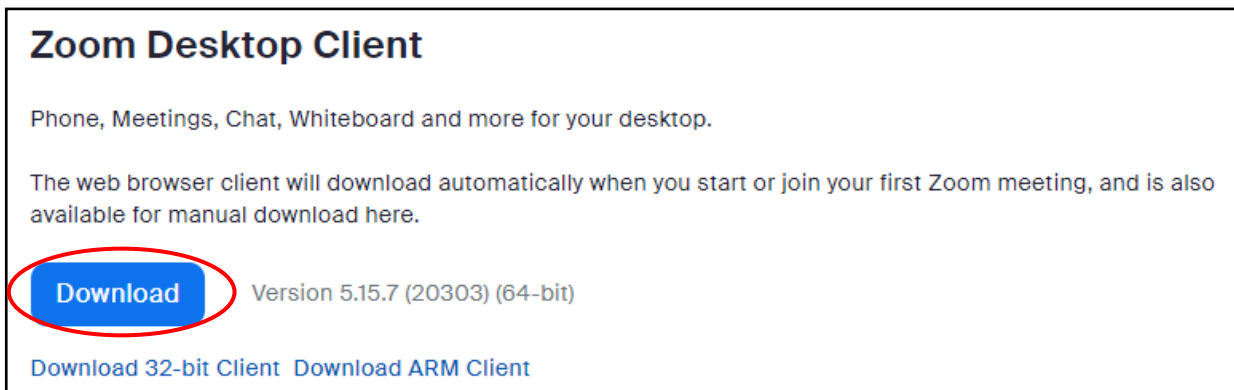 Zoom Desktop Client
Phone, Meetings, Chat, Whiteboard and more for your desktop.
The web browser client will download automatically when you start or join your first Zoom meeting, and is also
available for manual download here.
Download Version 5.15.7 (20303) (64-bit)
Download 32-bit Client Download ARM Client